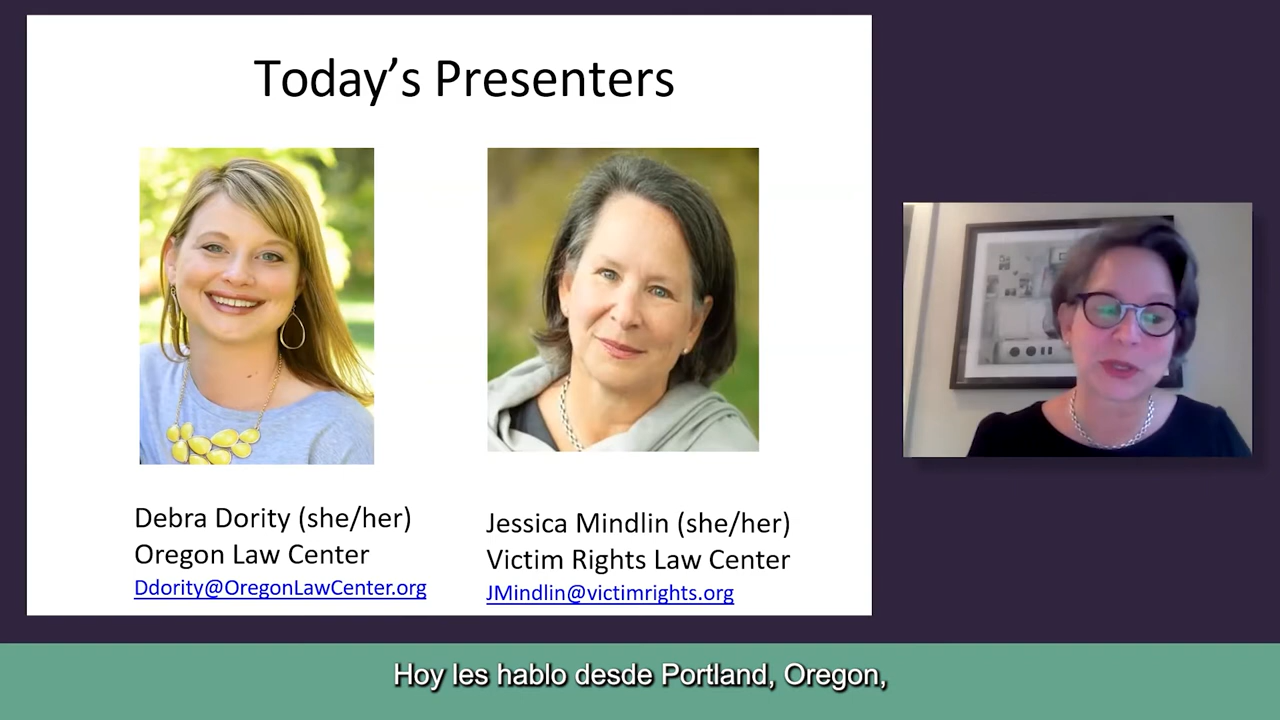 Today's Presenters
Debra Dority (she/her)
Oregon Law Center
Ddority@OregonLawCenter.org
Jessica Mindlin (she/her)
Victim Rights Law Center
JMindlin@victimrights.org
Hoy les hablo desde Portland, Oregon,